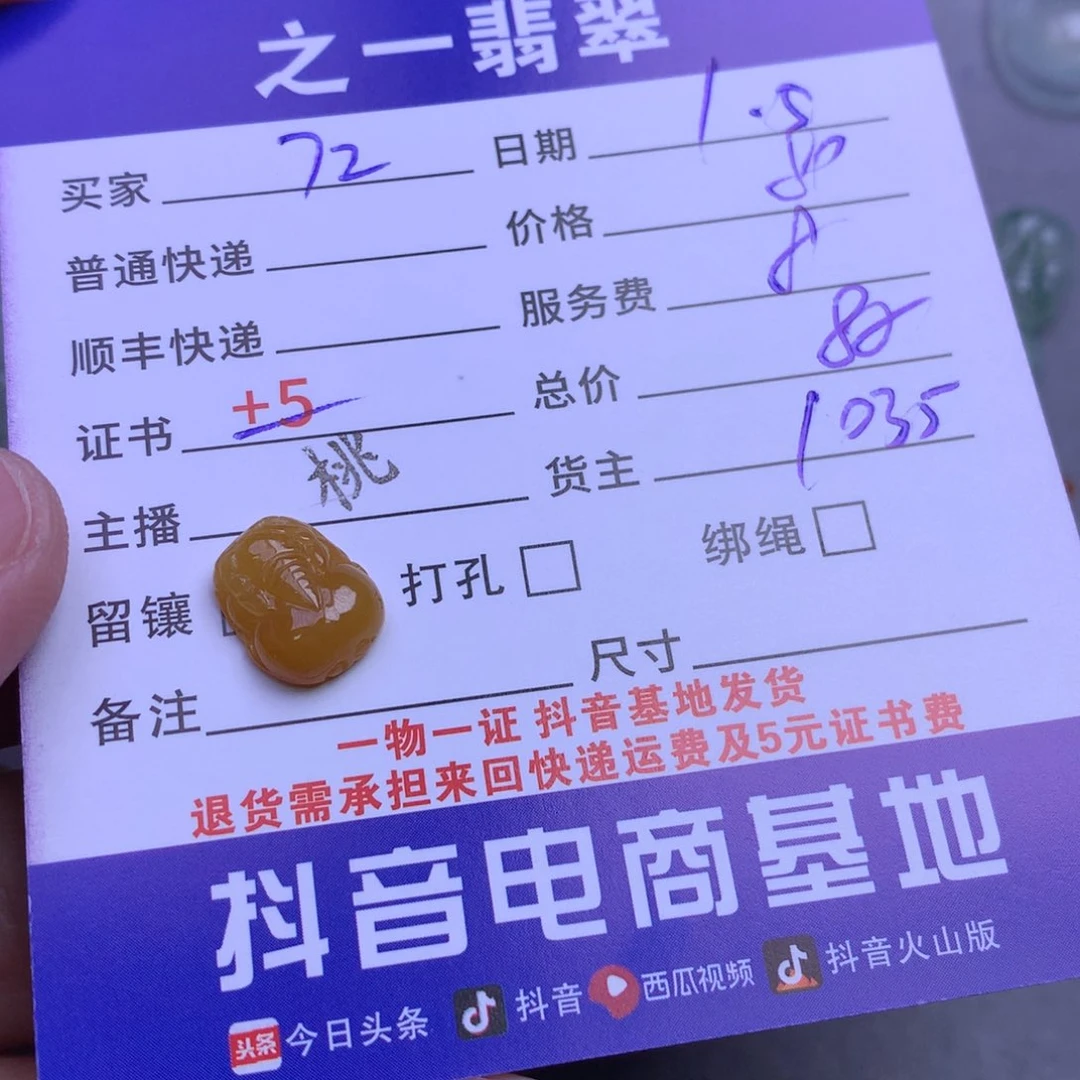 之一翡翠
买家 72 日期 1.5
普通快递 价格
顺丰快递 服务费 8
证书 +5 总价
主播 桃 货主 1035
留镶 打孔 绑绳
备注 尺寸
一物一证 抖音基地发货
退货需承担来回快递运费及5元证书费
抖音电商基地
头条 今日头条 抖音 西瓜视频 抖音火山版